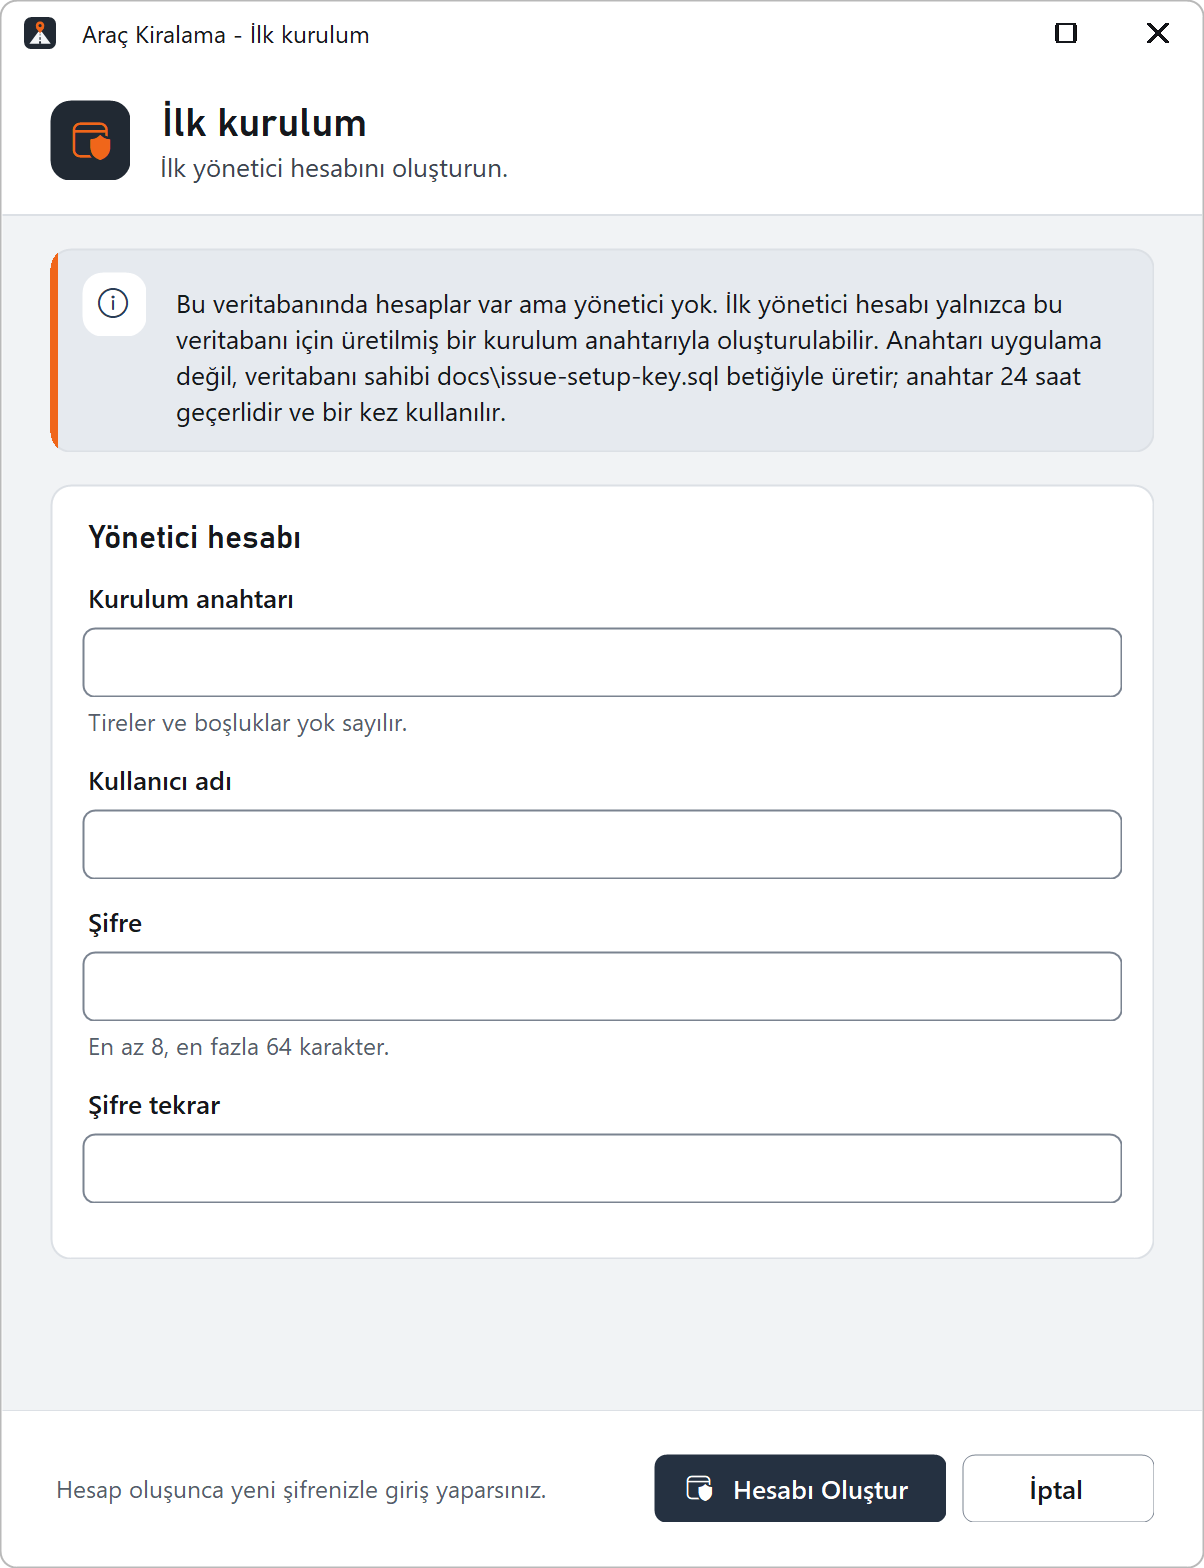 Araç Kiralama - İlk kurulum
İlk kurulum
İlk yönetici hesabını oluşturun.
Bu veritabanında hesaplar var ama yönetici yok. İlk yönetici hesabı yalnızca bu
veritabanı için üretilmiş bir kurulum anahtarıyla oluşturulabilir. Anahtarı uygulama
değil, veritabanı sahibi docs\issue-setup-key.sql betiğiyle üretir; anahtar 24 saat
geçerlidir ve bir kez kullanılır.
Yönetici hesabı
Kurulum anahtarı
Tireler ve boşluklar yok sayılır.
Kullanıcı adı
Şifre
En az 8, en fazla 64 karakter.
Şifre tekrar
Hesap oluşunca yeni şifrenizle giriş yaparsınız.
Hesabı Oluştur
İptal